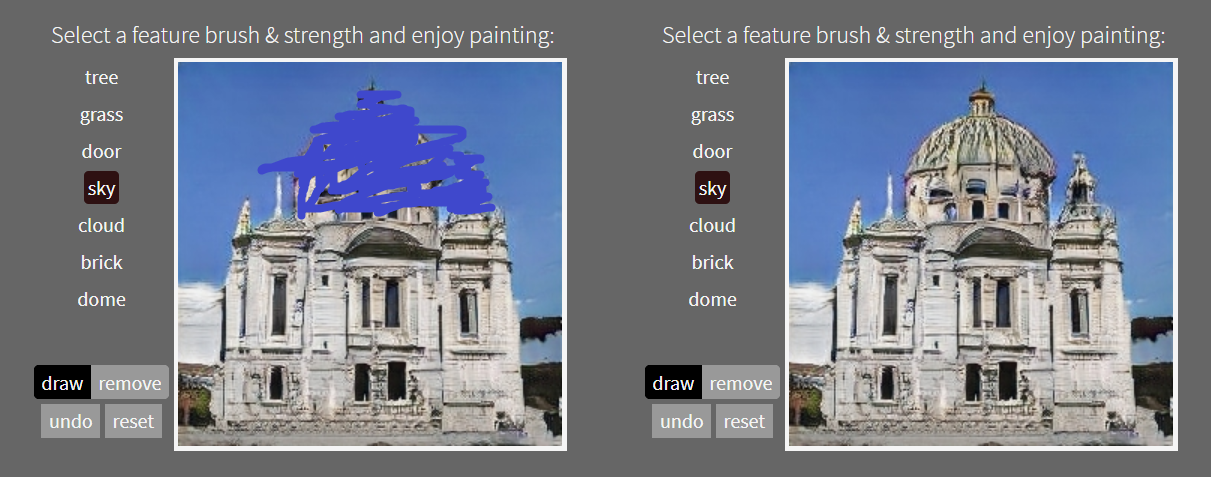 Select a feature brush & strength and enjoy painting:
tree
grass
door
sky
cloud
brick
dome
draw remove
undo reset
Select a feature brush & strength and enjoy painting:
tree
grass
door
sky
cloud
brick
dome
draw remove
undo reset